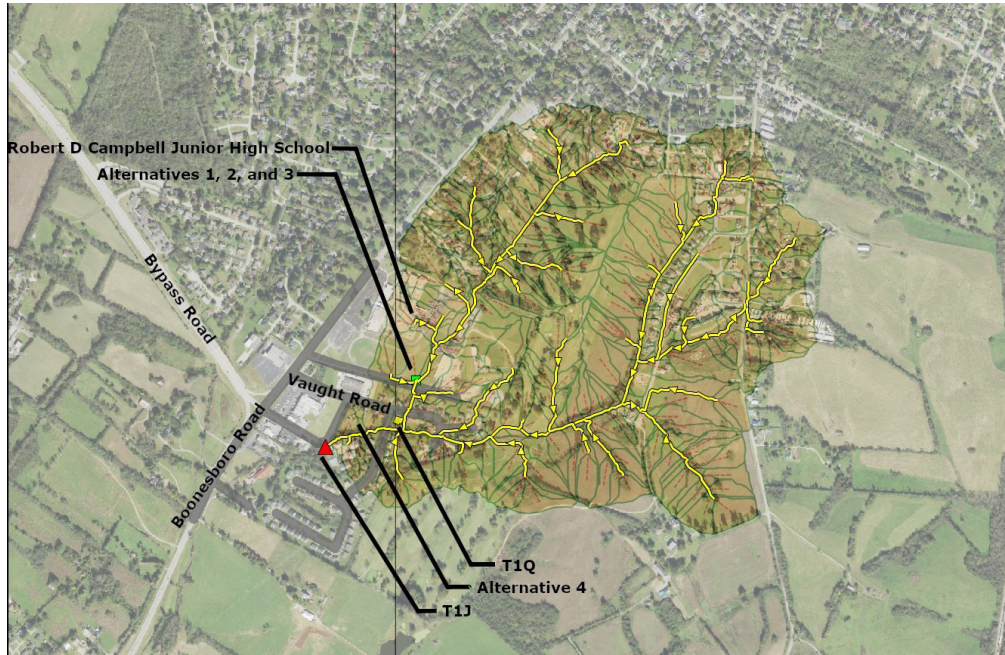 Robert D Campbell Junior High School
Alternatives 1, 2, and 3
Bypass Road
Vaught Road
Boonesboro Road
T1Q
Alternative 4
T1J